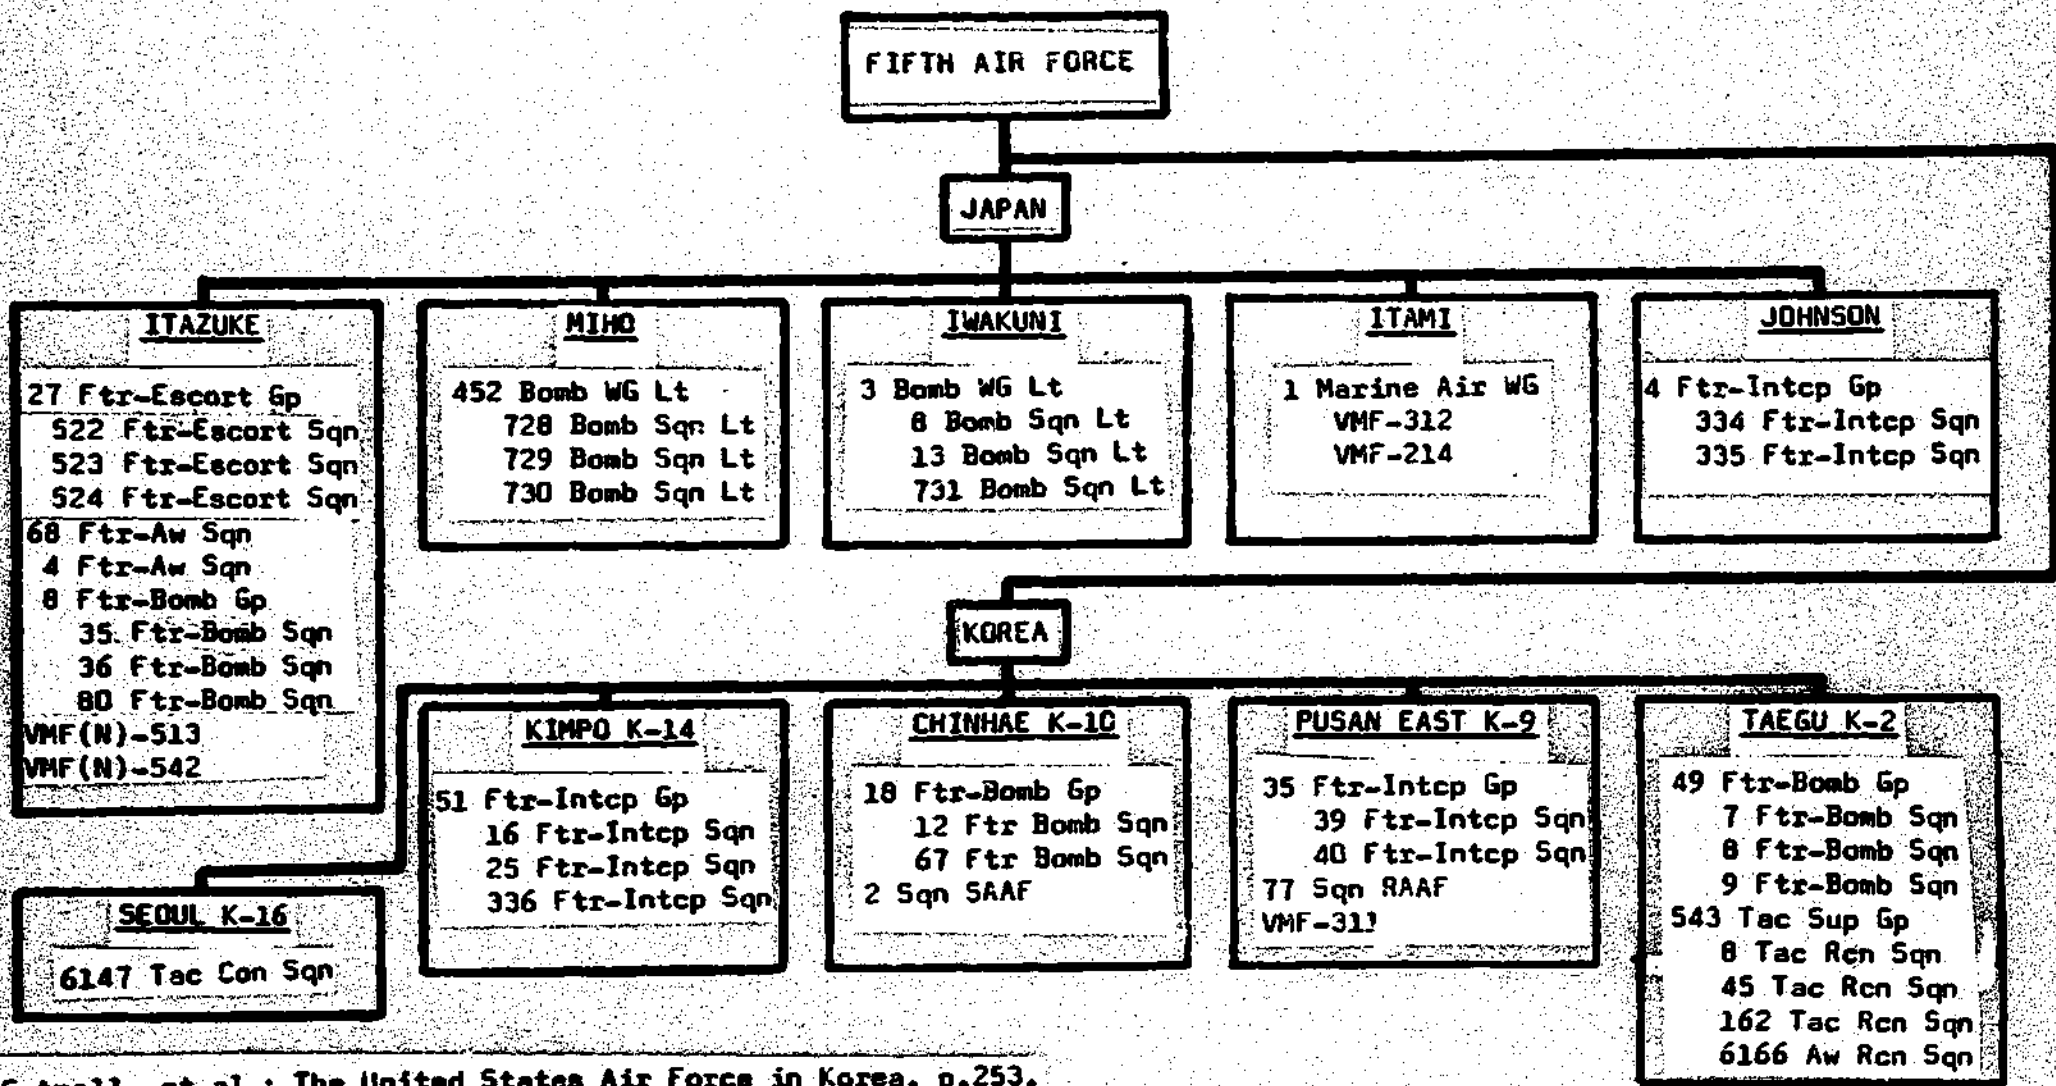 FIFTH AIR FORCE
JAPAN
ITAZUKE
27 Ftr-Escort Gp
522 Ftr-Escort Sqn
523 Ftr-Escort Sqn
524 Ftr-Escort Sqn
68 Ftr-Aw Sqn
4 Ftr-Aw Sqn
8 Ftr-Bomb Gp
35 Ftr-Bomb Sqn
36 Ftr-Bomb Sqn
80 Ftr-Bomb Sqn
VMF(N)-513
VMF(N)-542
MIHO
452 Bomb WG Lt
728 Bomb Sqn Lt
729 Bomb Sqn Lt
730 Bomb Sqn Lt
IWAKUNI
3 Bomb WG Lt
8 Bomb Sqn Lt
13 Bomb Sqn Lt
731 Bomb Sqn Lt
ITAMI
1 Marine Air WG
VMF-312
VMF-214
JOHNSON
4 Ftr-Intcp Gp
334 Ftr-Intcp Sqn
335 Ftr-Intcp Sqn
KOREA
SEOUL K-16
6147 Tac Con Sqn
KIMPO K-14
51 Ftr-Intcp Gp
16 Ftr-Intcp Sqn
25 Ftr-Intcp Sqn
336 Ftr-Intcp Sqn
CHINHAE K-10
18 Ftr-Bomb Gp
12 Ftr Bomb Sqn
67 Ftr Bomb Sqn
2 Sqn SAAF
PUSAN EAST K-9
35 Ftr-Intcp Gp
39 Ftr-Intcp Sqn
40 Ftr-Intcp Sqn
77 Sqn RAAF
VMF-311
TAEGU K-2
49 Ftr-Bomb Gp
7 Ftr-Bomb Sqn
8 Ftr-Bomb Sqn
9 Ftr-Bomb Sqn
543 Tac Sup Gp
8 Tac Rcn Sqn
45 Tac Rcn Sqn
162 Tac Rcn Sqn
6166 Aw Rcn Sqn
et al.: The United States Air Force in Korea, p.253.